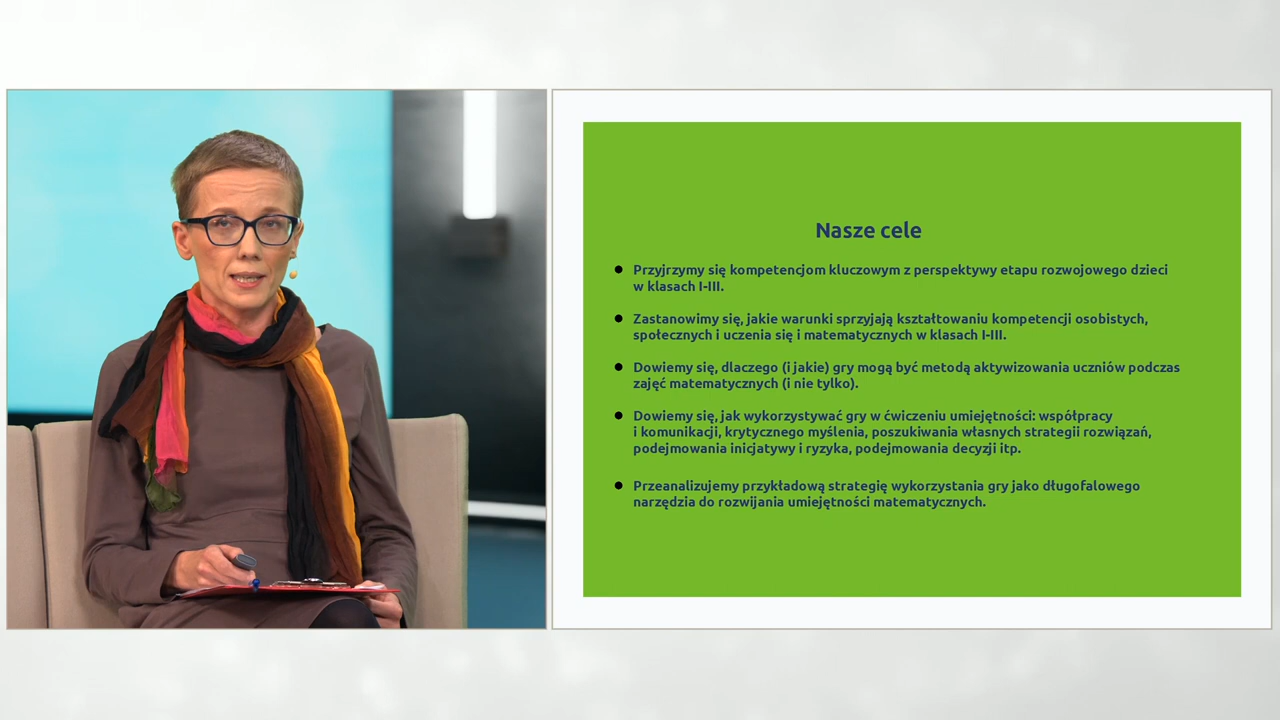 Nasze cele
Przyjrzymy się kompetencjom kluczowym z perspektywy etapu rozwojowego dzieci
w klasach I-III.
Zastanowimy się, jakie warunki sprzyjają kształtowaniu kompetencji osobistych,
społecznych i uczenia się i matematycznych w klasach I-III.
Dowiemy się, dlaczego (i jakie) gry mogą być metodą aktywizowania uczniów podczas
zajęć matematycznych (i nie tylko).
Dowiemy się, jak wykorzystywać gry w ćwiczeniu umiejętności: współpracy
i komunikacji, krytycznego myślenia, poszukiwania własnych strategii rozwiązań,
podejmowania inicjatywy i ryzyka, podejmowania decyzji itp.
Przeanalizujemy przykładową strategię wykorzystania gry jako długofalowego
narzędzia do rozwijania umiejętności matematycznych.